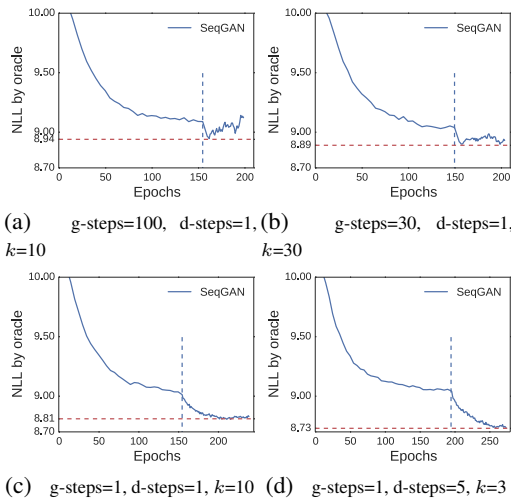 10.00
SeqGAN
9.50
NLL by oracle
9.00
8.94
8.70
0 50 100 150 200
Epochs
10.00
SeqGAN
9.50
NLL by oracle
9.00
8.89
8.70
0 50 100 150 200
Epochs
(a) g-steps=100, d-steps=1,
k=10
(b) g-steps=30, d-steps=1,
k=30
10.00
SeqGAN
9.50
NLL by oracle
9.00
8.81
8.70
0 50 100 150 200
Epochs
10.00
SeqGAN
9.50
NLL by oracle
9.00
8.73
0 50 100 150 200 250
Epochs
(c) g-steps=1, d-steps=1, k=10
(d) g-steps=1, d-steps=5, k=3